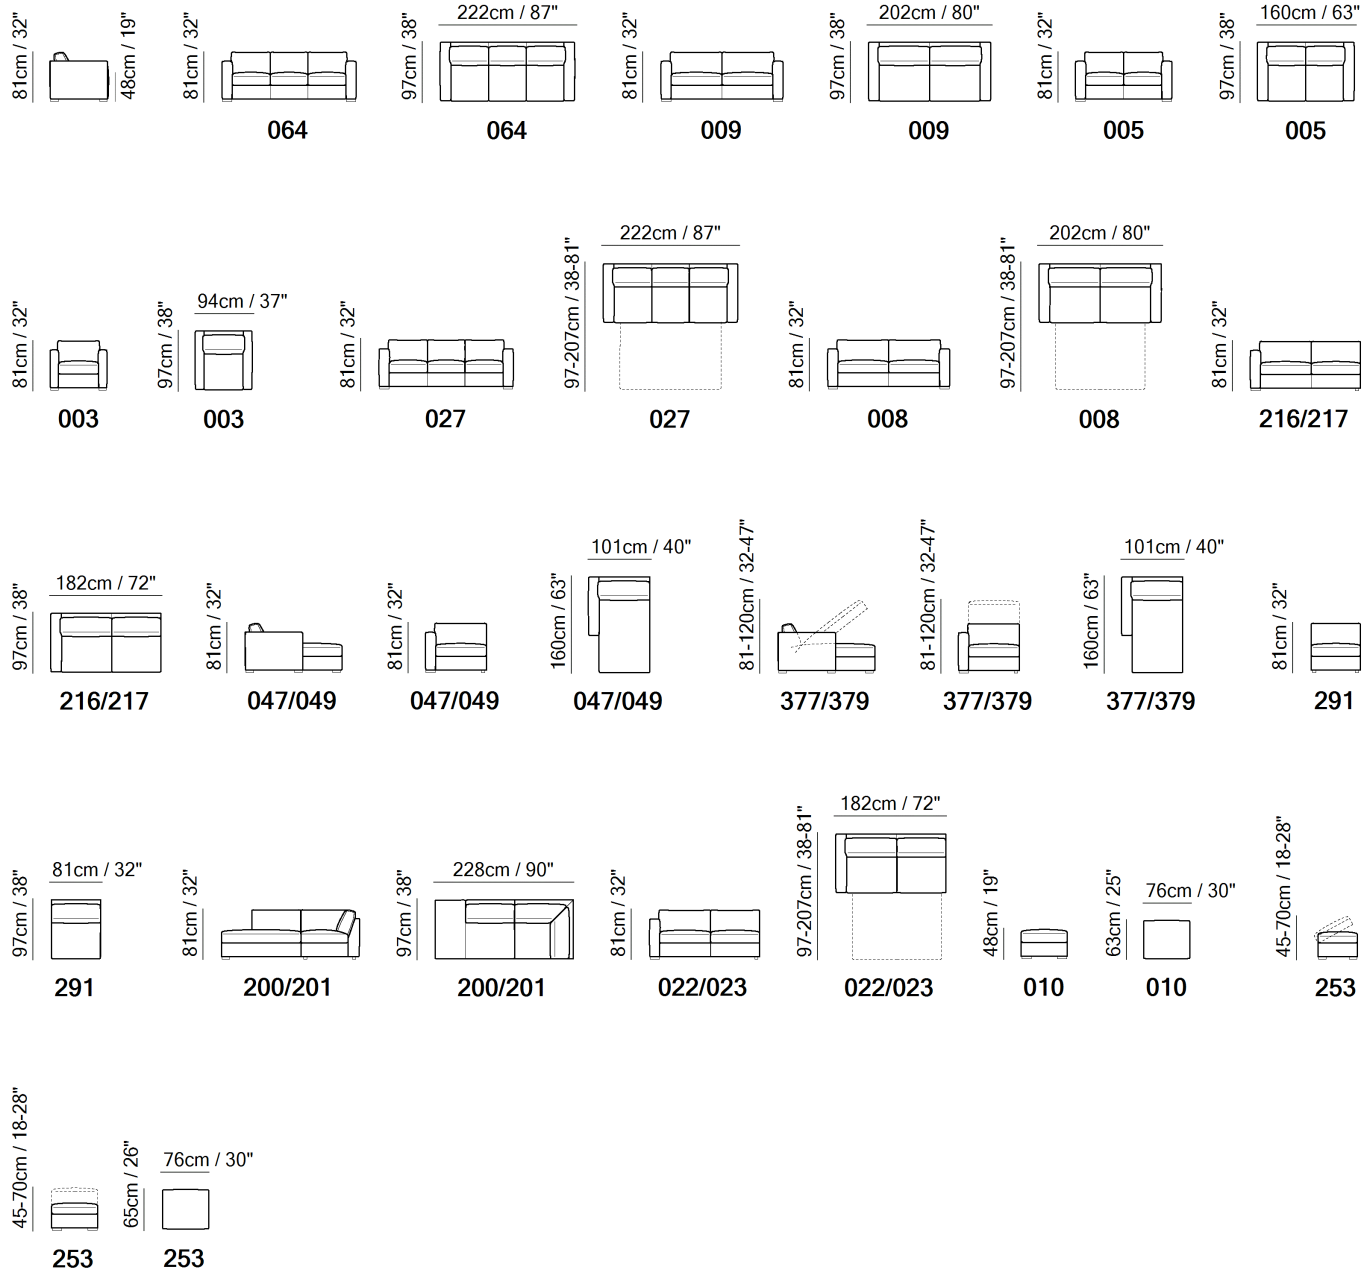 81cm / 32"
48cm / 19"
81cm / 32"
064
222cm / 87"
97cm / 38"
064
81cm / 32"
009
202cm / 80"
97cm / 38"
009
81cm / 32"
005
160cm / 63"
97cm / 38"
005
81cm / 32"
003
94cm / 37"
97cm / 38"
003
81cm / 32"
027
222cm / 87"
97-207cm / 38-81"
027
81cm / 32"
008
202cm / 80"
97-207cm / 38-81"
008
81cm / 32"
216/217
182cm / 72"
97cm / 38"
216/217
81cm / 32"
047/049
81cm / 32"
047/049
101cm / 40"
160cm / 63"
047/049
81-120cm / 32-47"
377/379
81-120cm / 32-47"
377/379
101cm / 40"
160cm / 63"
377/379
81cm / 32"
291
81cm / 32"
97cm / 38"
291
81cm / 32"
200/201
228cm / 90"
97cm / 38"
200/201
81cm / 32"
022/023
182cm / 72"
97-207cm / 38-81"
022/023
48cm / 19"
010
76cm / 30"
63cm / 25"
010
45-70cm / 18-28"
253
45-70cm / 18-28"
253
76cm / 30"
65cm / 26"
253